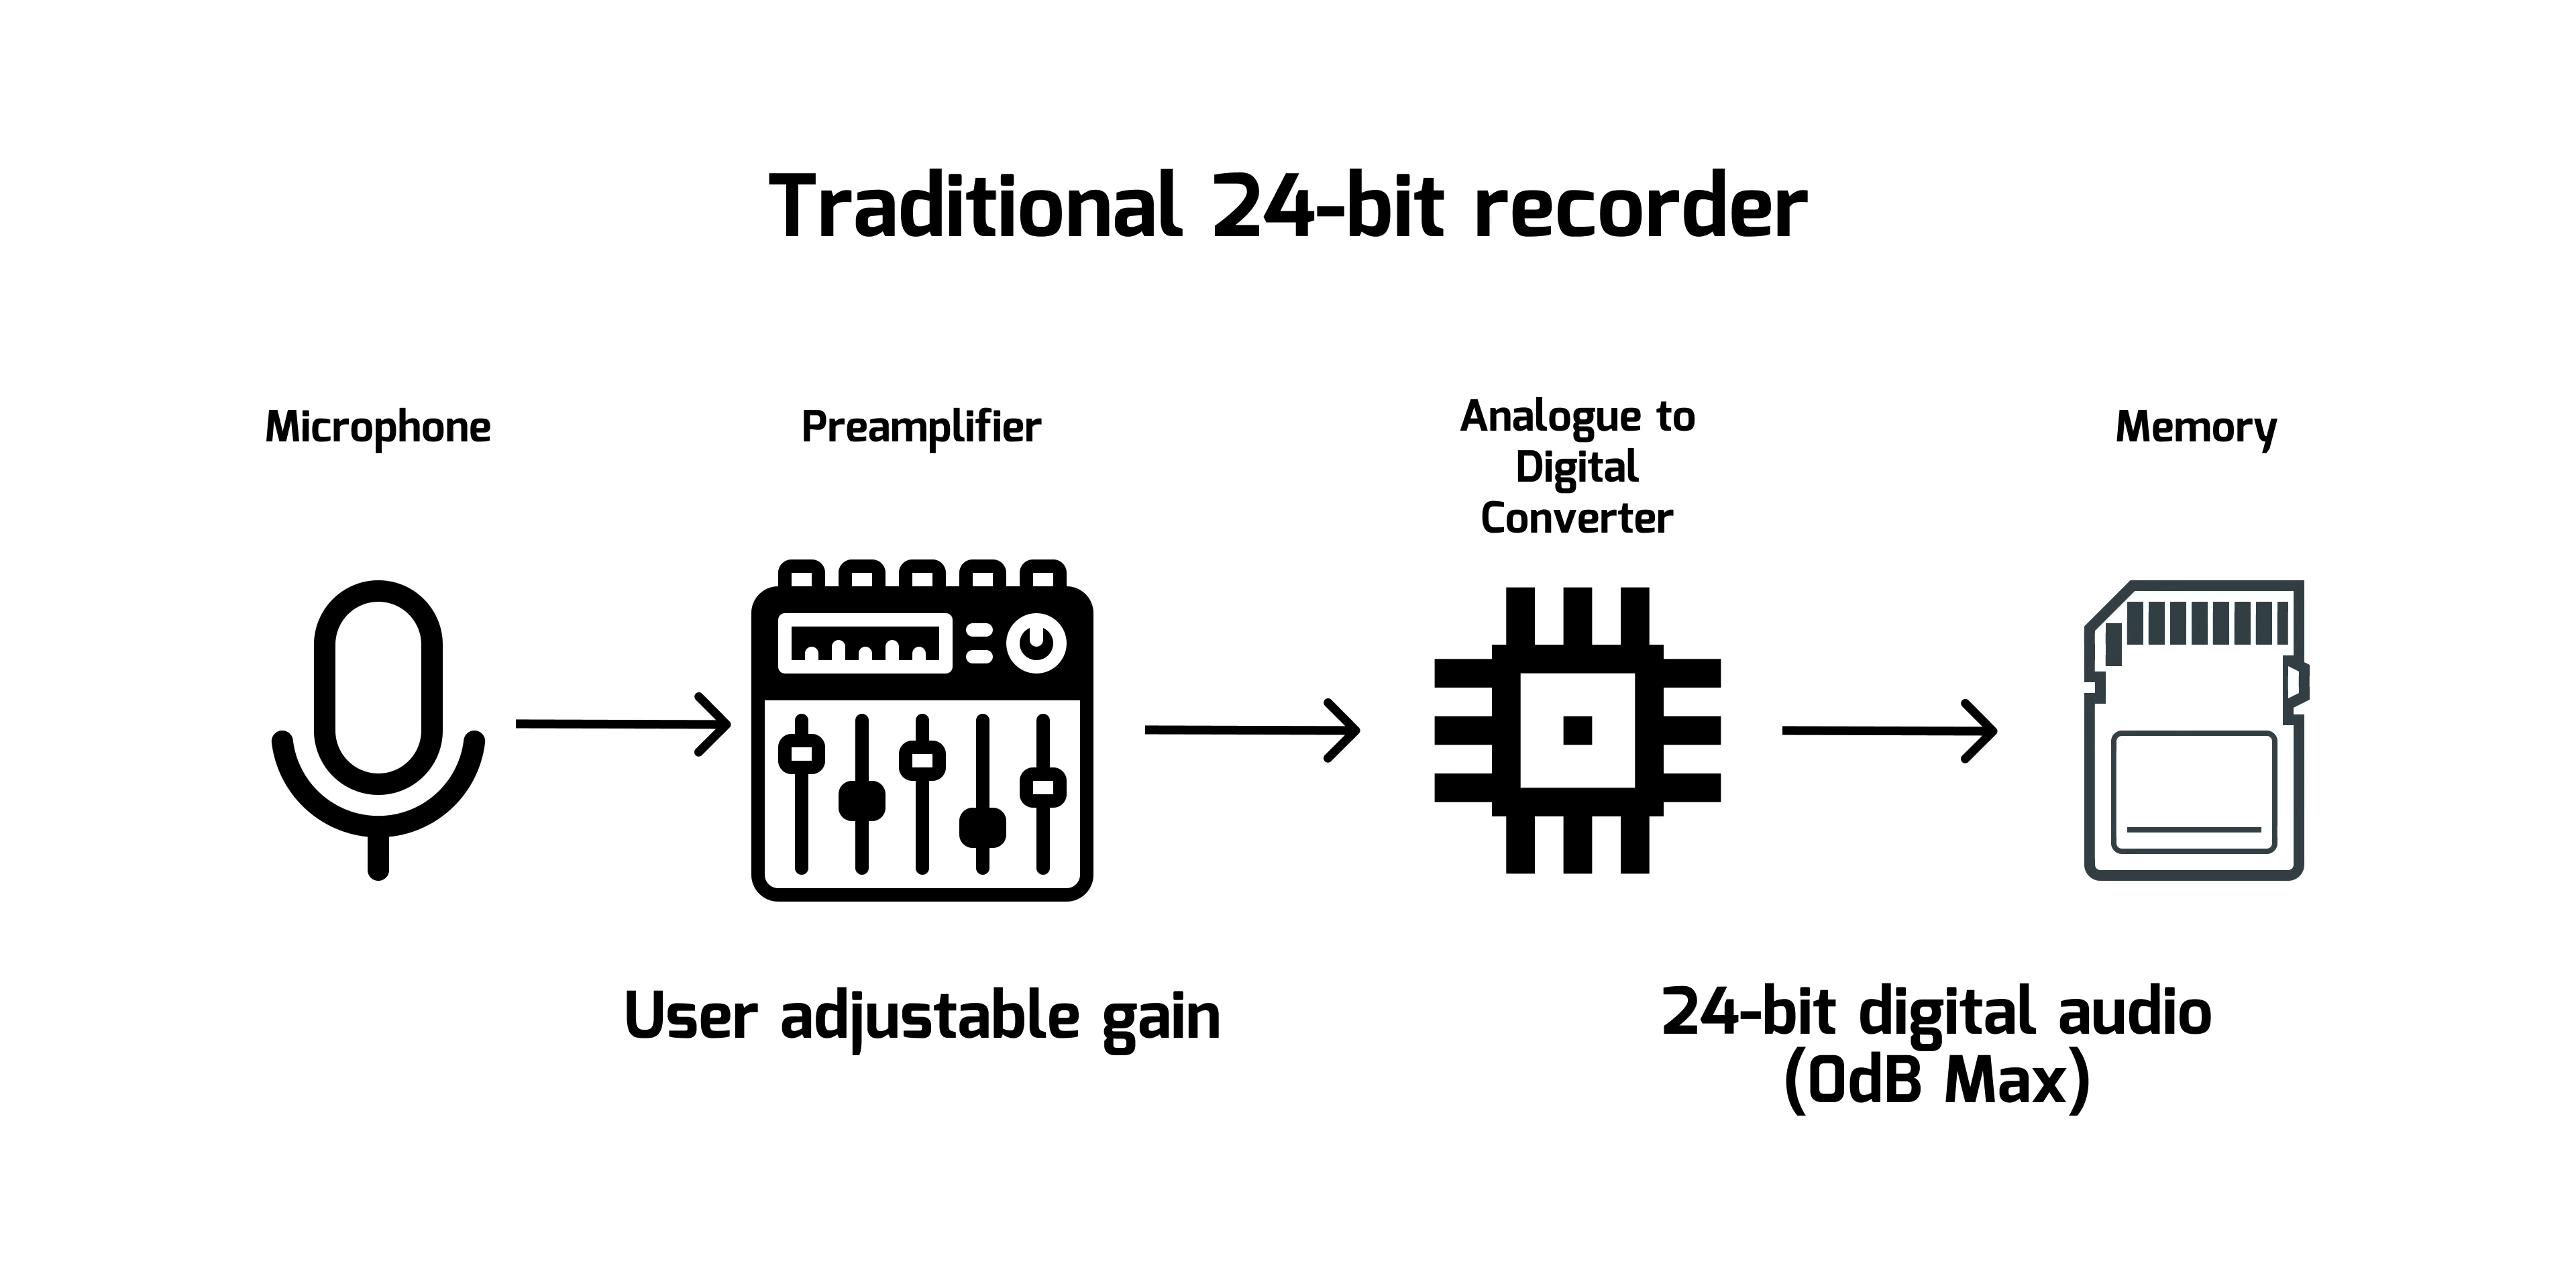 Traditional 24-bit recorder
Microphone
Preamplifier
Analogue to
Digital
Converter
Memory
User adjustable gain
24-bit digital audio
(0dB Max)